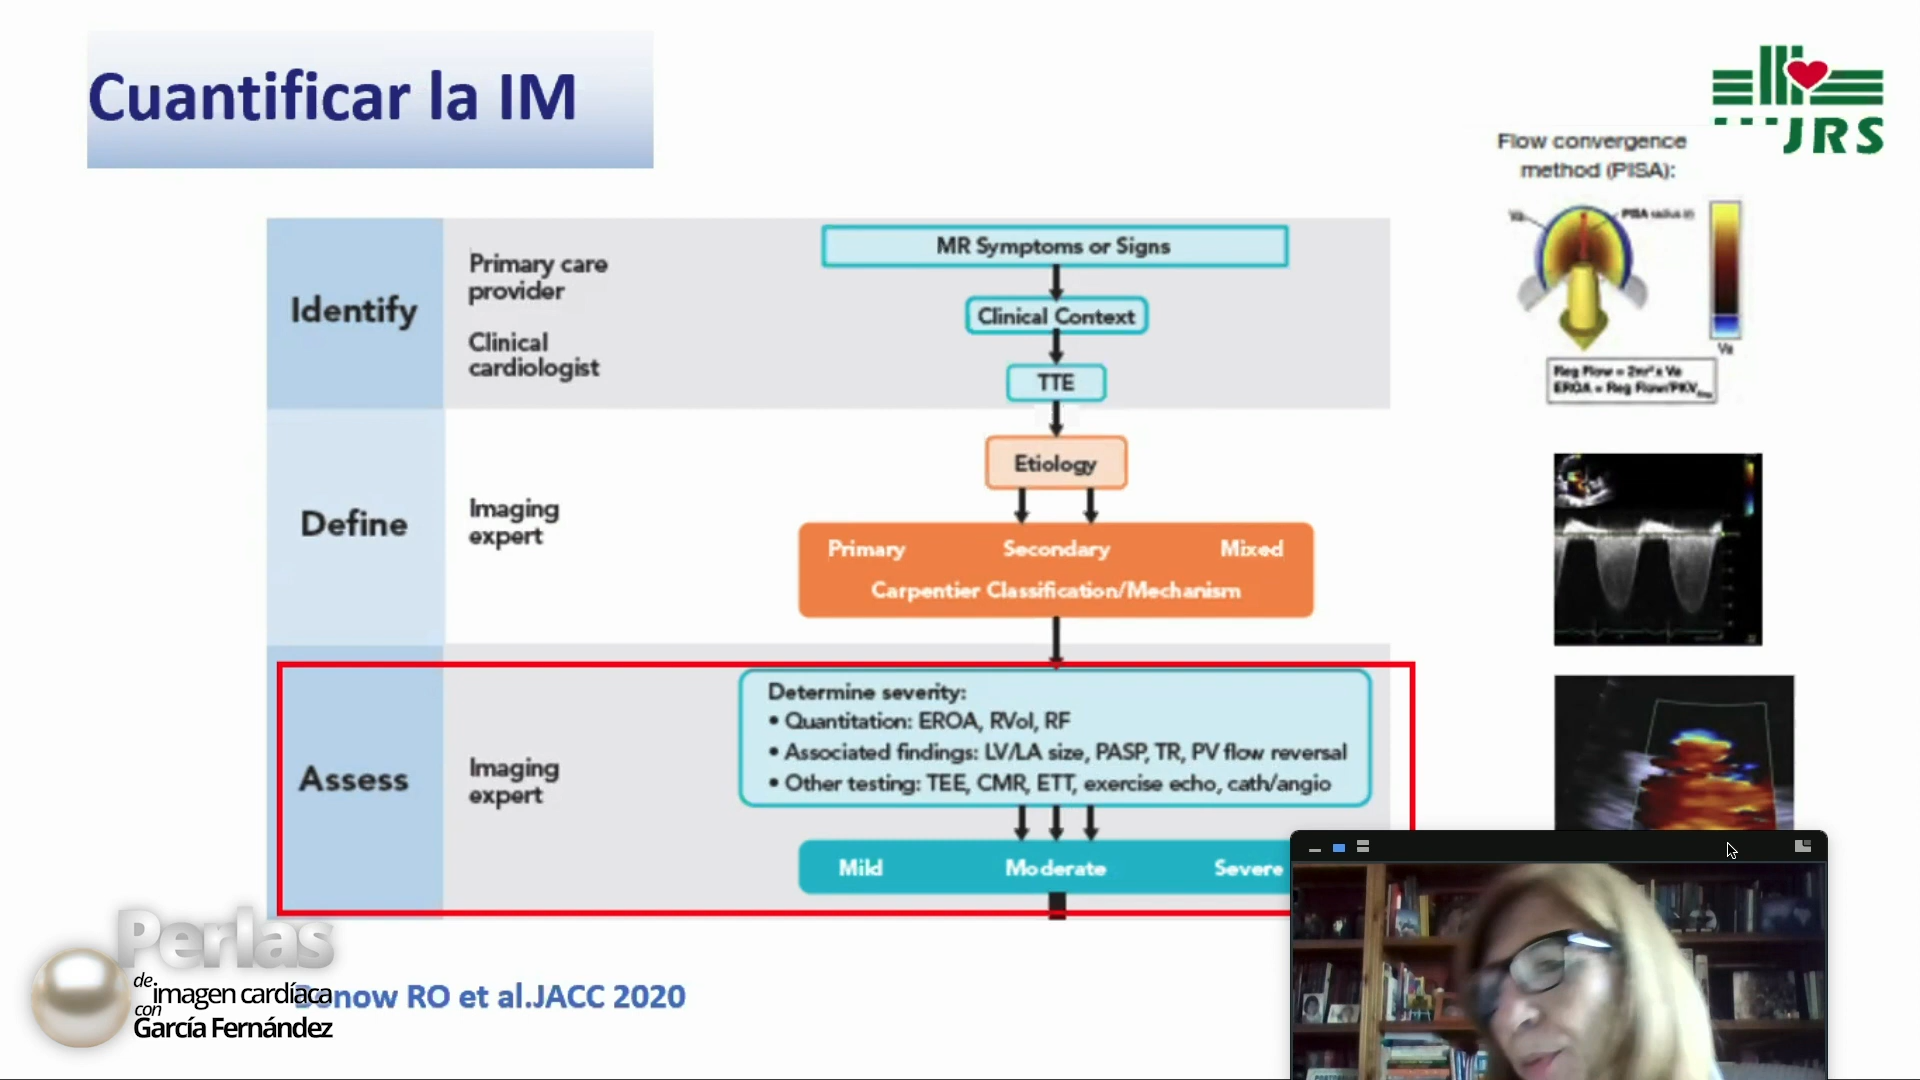 Cuantificar la IM
JRS
Flow convergence
method (PISA):
Va
PISA radius (r)
Va
Reg Flow = 2πr² x Va
EROA = Reg Flow/PKV
Identify
Primary care
provider
Clinical
cardiologist
MR Symptoms or Signs
Clinical Context
TTE
Define
Imaging
expert
Etiology
Primary Secondary Mixed
Carpentier Classification/Mechanism
Assess
Imaging
expert
Determine severity:
• Quantitation: EROA, RVol, RF
• Associated findings: LV/LA size, PASP, TR, PV flow reversal
• Other testing: TEE, CMR, ETT, exercise echo, cath/angio
Mild Moderate Severe
Perlas
de imagen cardíaca
con
García Fernández
RO et al.JACC 2020